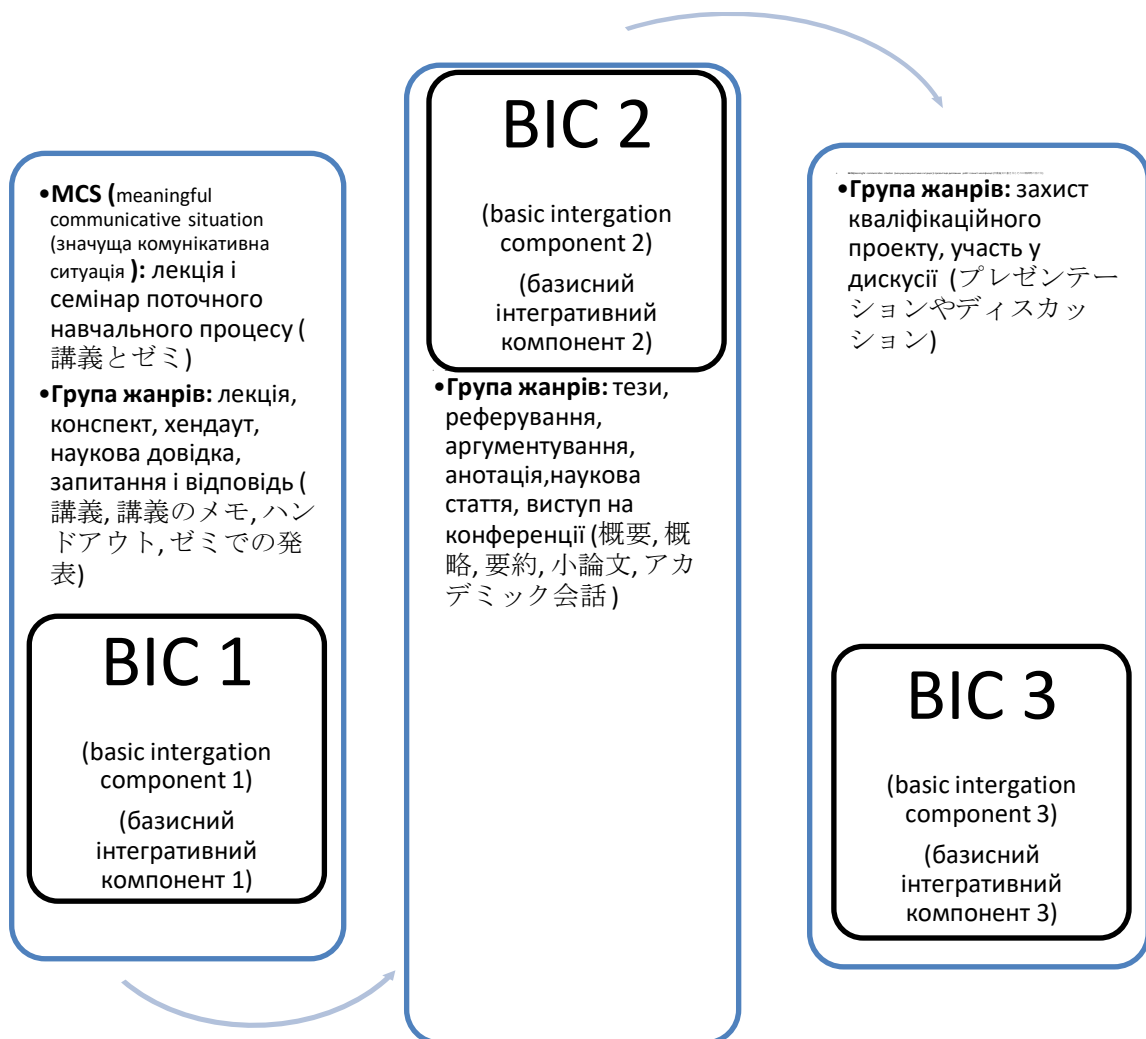 •MCS (meaningful
communicative situation
(значуща комунікативна
ситуація ): лекція і
семінар поточного
навчального процесу (
講義とゼミ)
•Група жанрів: лекція,
конспект, хендаут,
наукова довідка,
запитання і відповідь (
講義, 講義のメモ, ハン
ドアウト, ゼミでの発
表)
BIC 1
(basic intergation
component 1)
(базисний
інтегративний
компонент 1)
BIC 2
(basic intergation
component 2)
(базисний
інтегративний
компонент 2)
•Група жанрів: тези,
реферування,
аргументування,
анотація,наукова
стаття, виступ на
конференції (概要, 概
略, 要約, 小論文, アカ
デミック会話 )
•Група жанрів: захист
кваліфікаційного
проекту, участь у
дискусії (プレゼンテー
ションやディスカッ
ション)
BIC 3
(basic intergation
component 3)
(базисний
інтегративний
компонент 3)